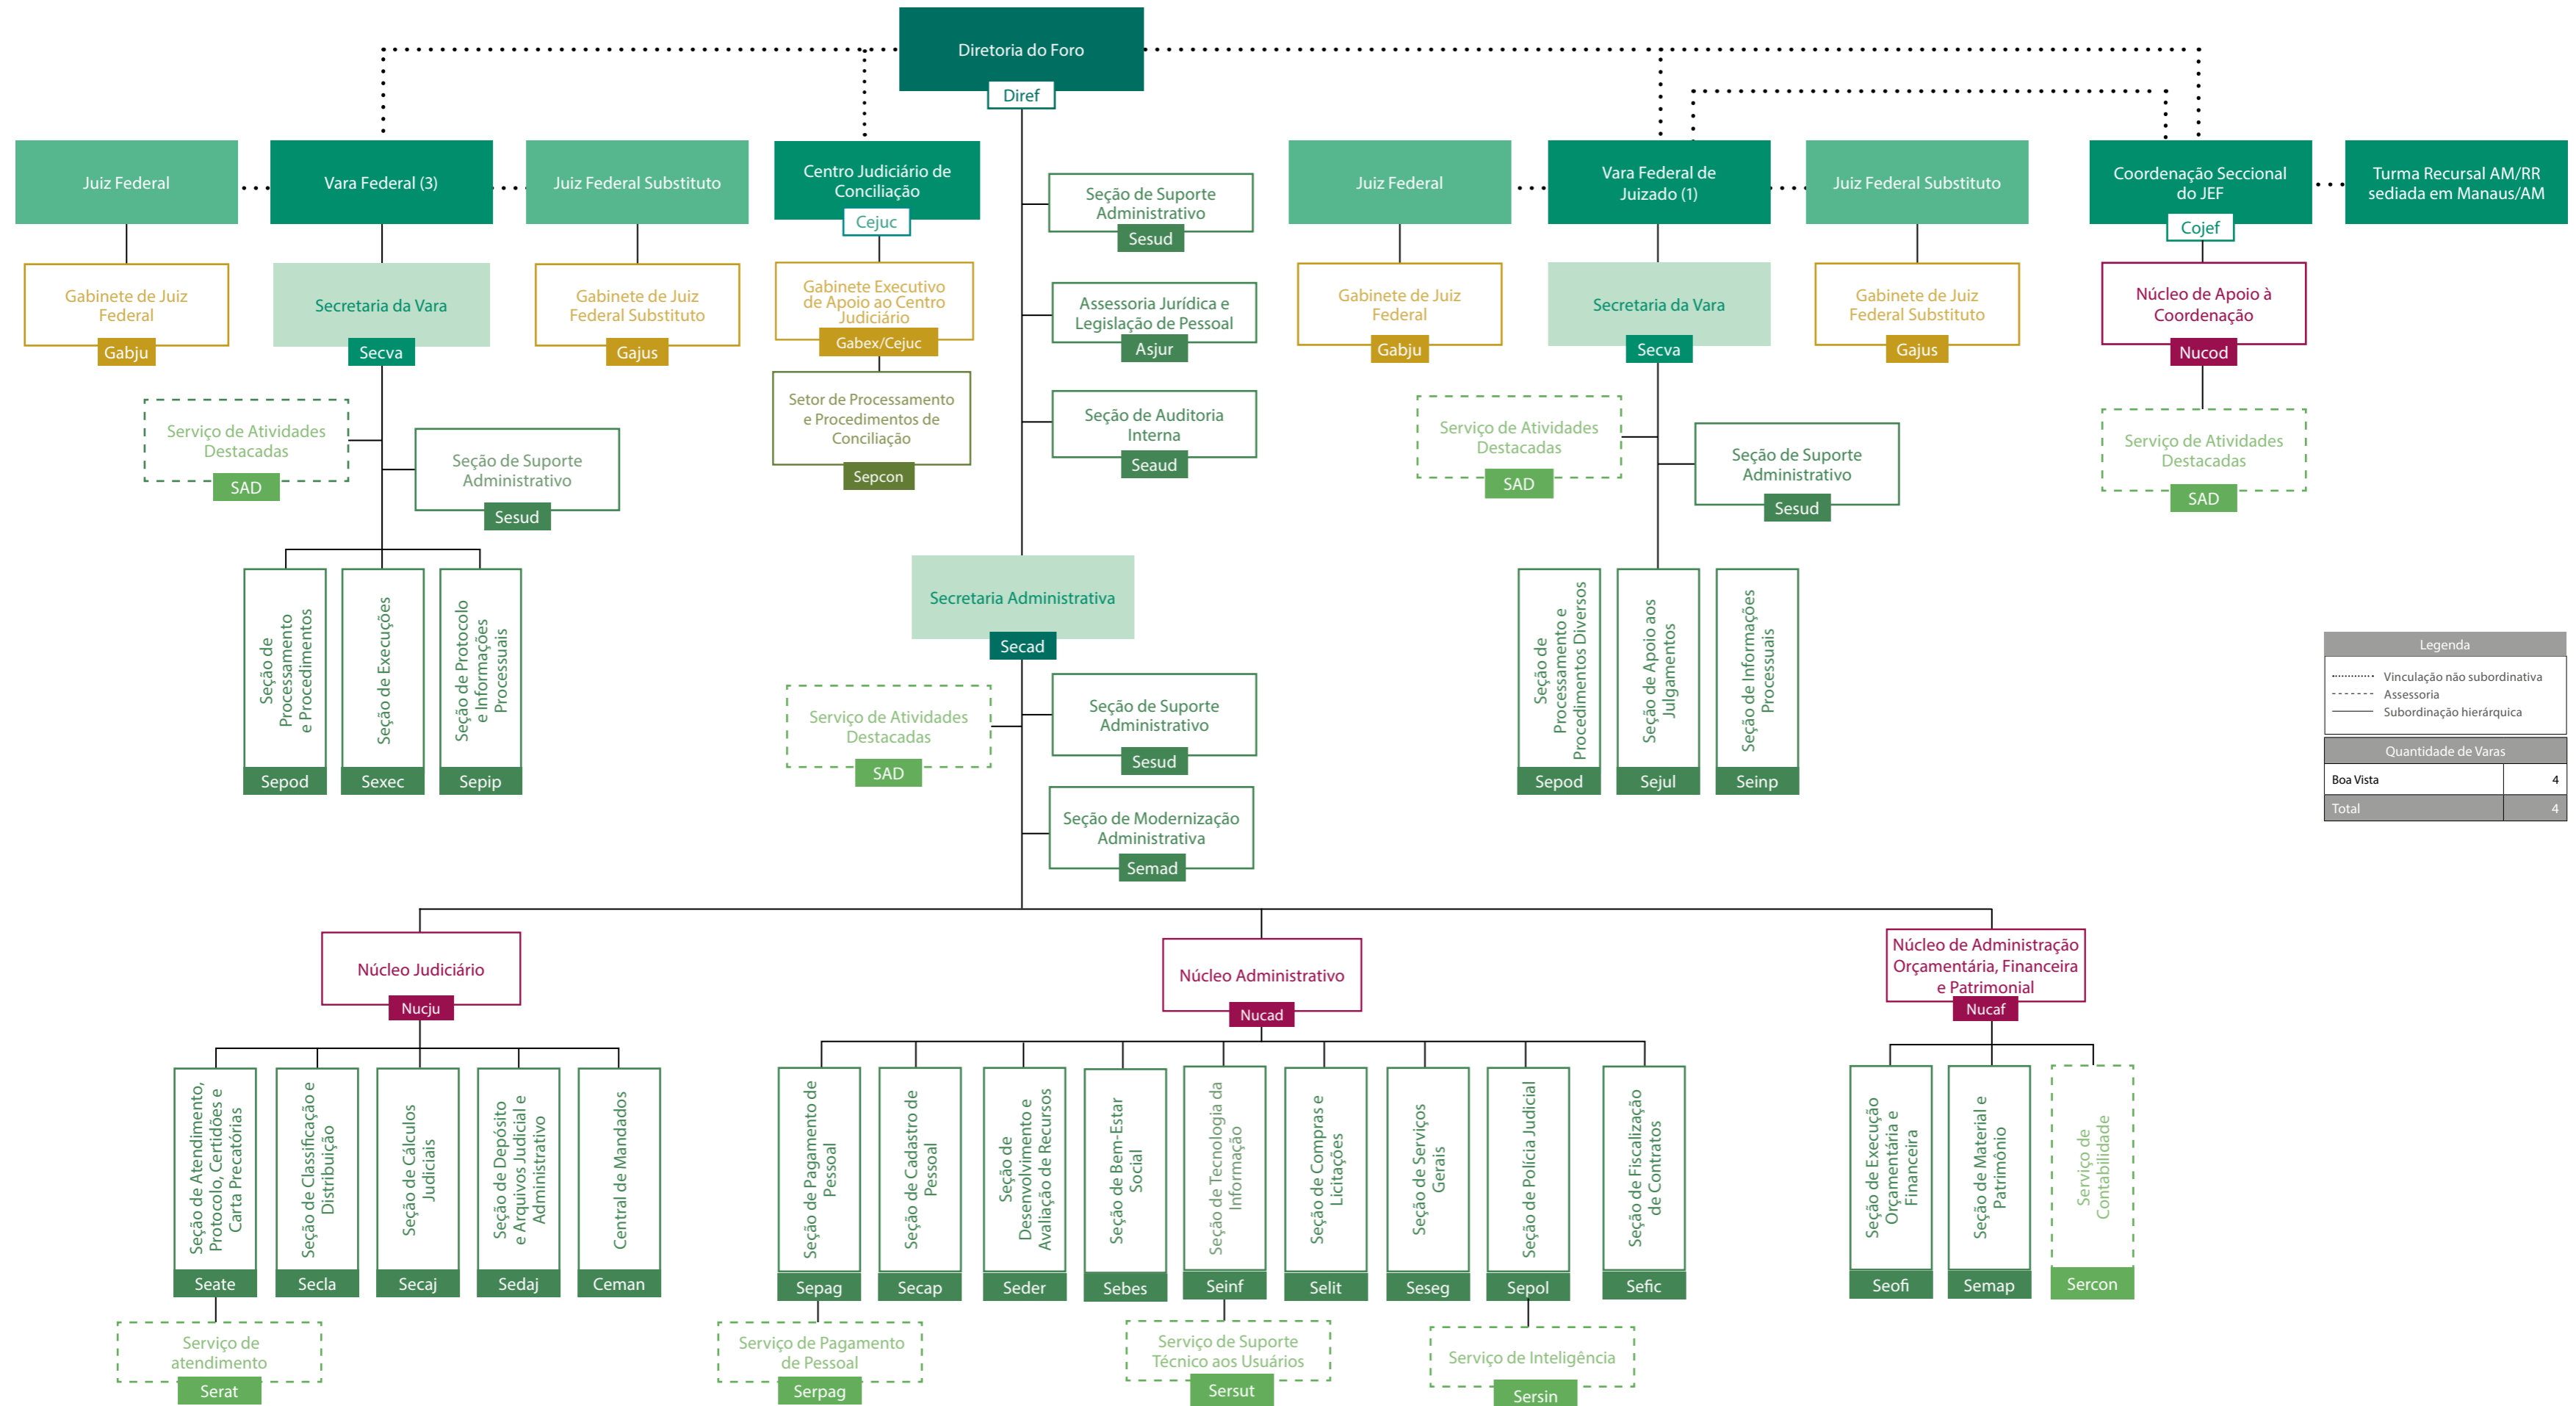 Diretoria do Foro
Diref
Juiz Federal
Vara Federal (3)
Juiz Federal Substituto
Centro Judiciário de
Conciliação
Cejuc
Juiz Federal
Vara Federal de
Juizado (1)
Juiz Federal Substituto
Coordenação Seccional
do JEF
Cojef
Turma Recursal AM/RR
sediada em Manaus/AM
Gabinete de Juiz
Federal
Gabju
Secretaria da Vara
Secva
Gabinete de Juiz
Federal Substituto
Gajus
Gabinete Executivo
de Apoio ao Centro
Judiciário
Gabex/Cejuc
Setor de Processamento
e Procedimentos de
Conciliação
Sepcon
Seção de Suporte
Administrativo
Sesud
Assessoria Jurídica e
Legislação de Pessoal
Asjur
Seção de Auditoria
Interna
Seaud
Gabinete de Juiz
Federal
Gabju
Secretaria da Vara
Secva
Gabinete de Juiz
Federal Substituto
Gajus
Núcleo de Apoio à
Coordenação
Nucod
Serviço de Atividades
Destacadas
SAD
Seção de Suporte
Administrativo
Sesud
Serviço de Atividades
Destacadas
SAD
Seção de Suporte
Administrativo
Sesud
Serviço de Atividades
Destacadas
SAD
Seção de
Processamento
e Procedimentos
Sepod
Seção de Execuções
Sexec
Seção de Protocolo
e Informações
Processuais
Sepip
Secretaria Administrativa
Secad
Serviço de Atividades
Destacadas
SAD
Seção de Suporte
Administrativo
Sesud
Seção de Modernização
Administrativa
Semad
Seção de
Processamento e
Procedimentos Diversos
Sepod
Seção de Apoio aos
Julgamentos
Sejul
Seção de Informações
Processuais
Seinp
Legenda
Vinculação não subordinativa
Assessoria
Subordinação hierárquica
Quantidade de Varas
Boa Vista 4
Total 4
Núcleo Judiciário
Nucju
Núcleo Administrativo
Nucad
Núcleo de Administração
Orçamentária, Financeira
e Patrimonial
Nucaf
Seção de Atendimento,
Protocolo, Certidões e
Carta Precatórias
Seate
Seção de Classificação e
Distribuição
Secla
Seção de Cálculos
Judiciais
Secaj
Seção de Depósito
e Arquivos Judicial e
Administrativo
Sedaj
Central de Mandados
Ceman
Seção de Pagamento de
Pessoal
Sepag
Seção de Cadastro de
Pessoal
Secap
Seção de
Desenvolvimento e
Avaliação de Recursos
Seder
Seção de Bem-Estar
Social
Sebes
Seção de Tecnologia da
Informação
Seinf
Seção de Compras e
Licitações
Selit
Seção de Serviços
Gerais
Seseg
Seção de Polícia Judicial
Sepol
Seção de Fiscalização
de Contratos
Sefic
Seção de Execução
Orçamentária e
Financeira
Seofi
Seção de Material e
Patrimônio
Semap
Serviço de
Contabilidade
Sercon
Serviço de
atendimento
Serat
Serviço de Pagamento
de Pessoal
Serpag
Serviço de Suporte
Técnico aos Usuários
Sersut
Serviço de Inteligência
Sersin